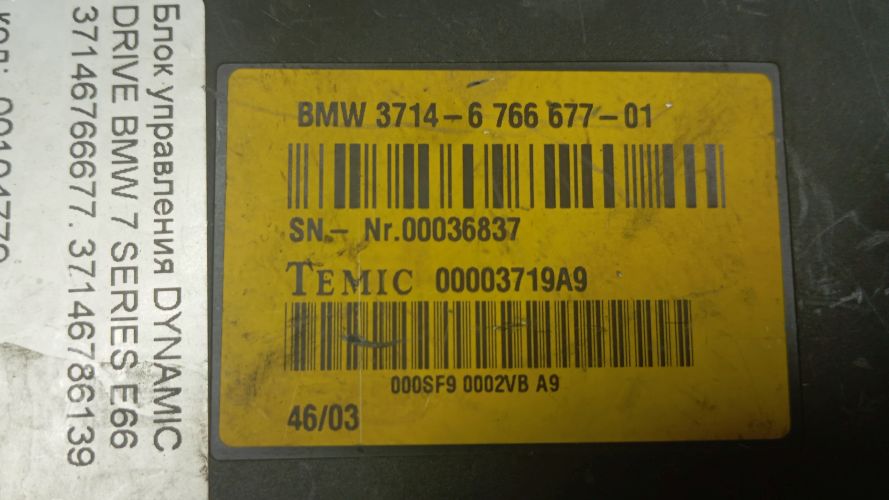 BMW 3714-6 766 677-01
SN.- Nr.00036837
TEMIC 00003719A9
000SF9 0002VB A9
46/03
Блок управления DYNAMIC
DRIVE BMW 7 SERIES E66
37146766677. 37146786139